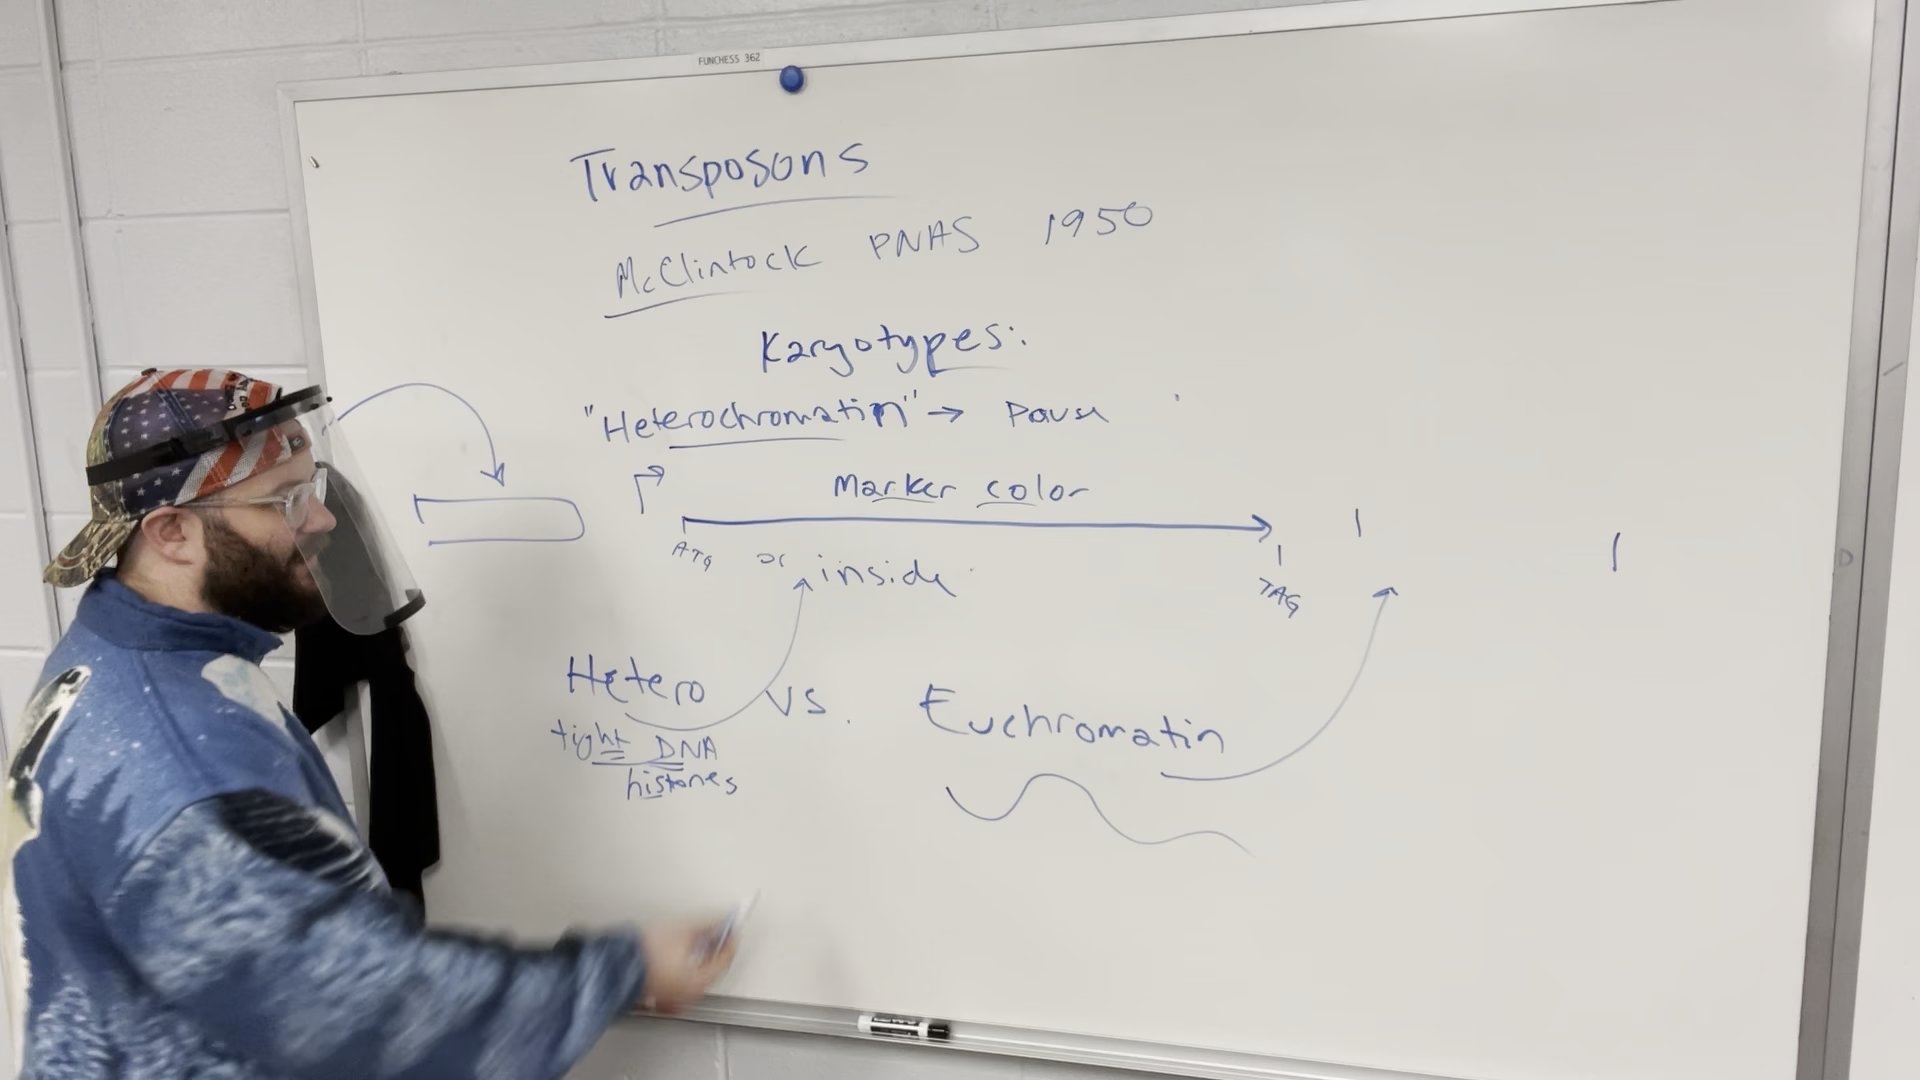 FUNCHESS 362
Transposons
McClintock PNAS 1950
Karyotypes:
"Heterochromatin" → Pause
Marker color
ATG or inside
TAG
Hetero vs. Euchromatin
tight DNA
histones